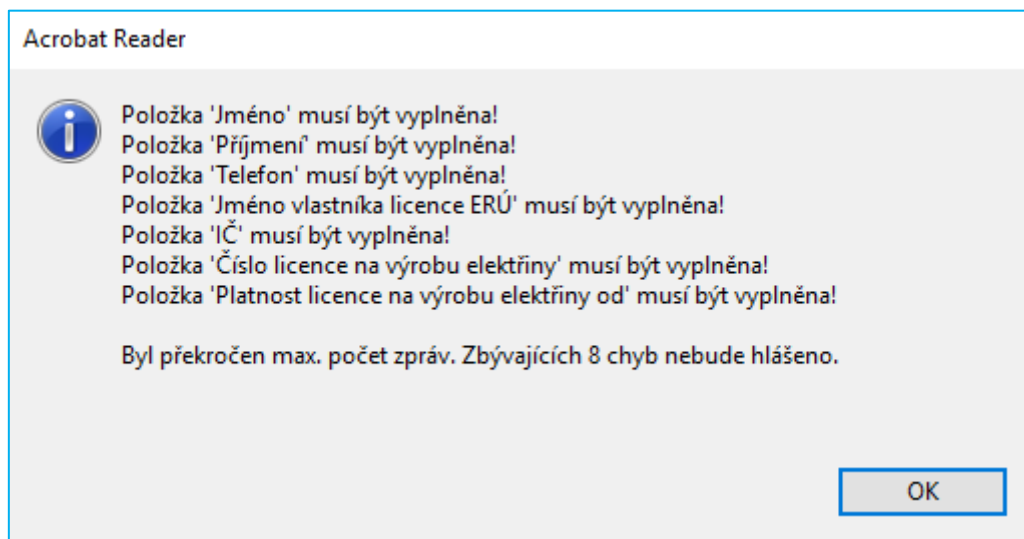 Acrobat Reader
Položka 'Jméno' musí být vyplněna!
Položka 'Příjmení' musí být vyplněna!
Položka 'Telefon' musí být vyplněna!
Položka 'Jméno vlastníka licence ERÚ' musí být vyplněna!
Položka 'IČ' musí být vyplněna!
Položka 'Číslo licence na výrobu elektřiny' musí být vyplněna!
Položka 'Platnost licence na výrobu elektřiny od' musí být vyplněna!
Byl překročen max. počet zpráv. Zbývajících 8 chyb nebude hlášeno.
OK